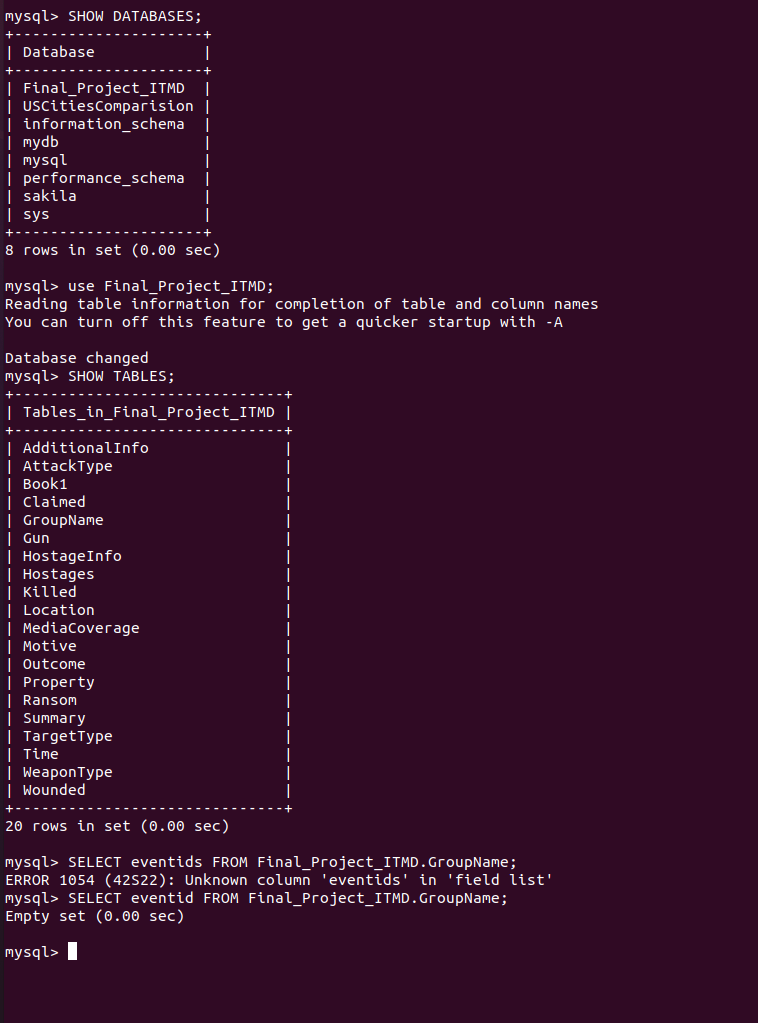 mysql> SHOW DATABASES;
+---------------------+
| Database            |
+---------------------+
| Final_Project_ITMD  |
| USCitiesComparision |
| information_schema  |
| mydb                |
| mysql               |
| performance_schema  |
| sakila              |
| sys                 |
+---------------------+
8 rows in set (0.00 sec)

mysql> use Final_Project_ITMD;
Reading table information for completion of table and column names
You can turn off this feature to get a quicker startup with -A

Database changed
mysql> SHOW TABLES;
+------------------------------+
| Tables_in_Final_Project_ITMD |
+------------------------------+
| AdditionalInfo               |
| AttackType                   |
| Book1                        |
| Claimed                      |
| GroupName                    |
| Gun                          |
| HostageInfo                  |
| Hostages                     |
| Killed                       |
| Location                     |
| MediaCoverage                |
| Motive                       |
| Outcome                      |
| Property                     |
| Ransom                       |
| Summary                      |
| TargetType                   |
| Time                         |
| WeaponType                   |
| Wounded                      |
+------------------------------+
20 rows in set (0.00 sec)

mysql> SELECT eventids FROM Final_Project_ITMD.GroupName;
ERROR 1054 (42S22): Unknown column 'eventids' in 'field list'
mysql> SELECT eventid FROM Final_Project_ITMD.GroupName;
Empty set (0.00 sec)

mysql>